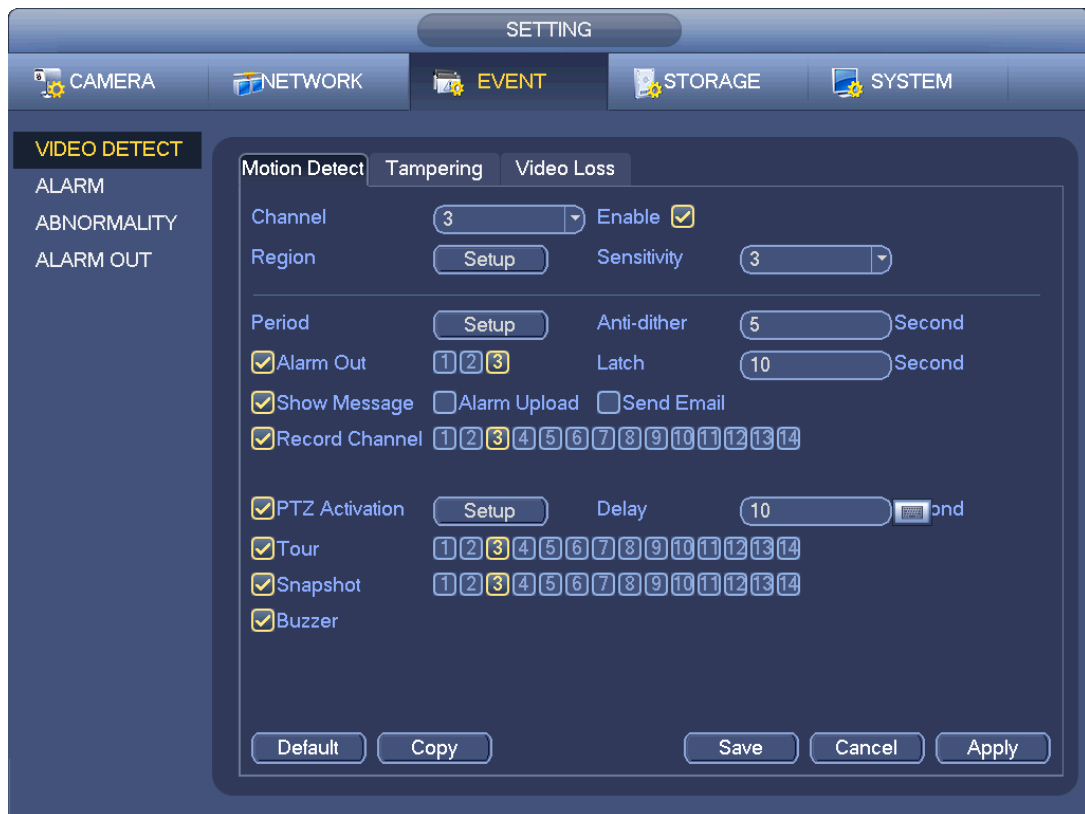 SETTING
CAMERA NETWORK EVENT STORAGE SYSTEM
VIDEO DETECT
ALARM
ABNORMALITY
ALARM OUT
Motion Detect Tampering Video Loss
Channel 3 Enable
Region Setup Sensitivity 3
Period Setup Anti-dither 5 Second
Alarm Out 1 2 3 Latch 10 Second
Show Message Alarm Upload Send Email
Record Channel 1 2 3 4 5 6 7 8 9 10 11 12 13 14
PTZ Activation Setup Delay 10 ond
Tour 1 2 3 4 5 6 7 8 9 10 11 12 13 14
Snapshot 1 2 3 4 5 6 7 8 9 10 11 12 13 14
Buzzer
Default Copy Save Cancel Apply